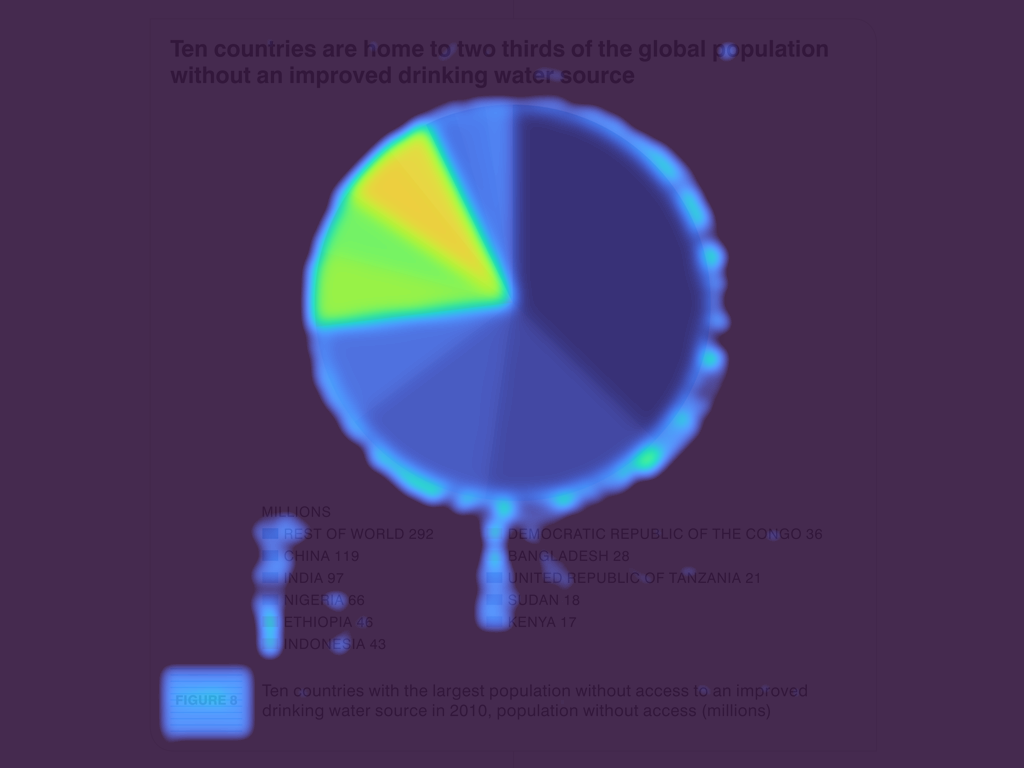 Ten countries are home to two thirds of the global population
without an improved drinking water source
MILLIONS
REST OF WORLD 292
CHINA 119
INDIA 97
NIGERIA 66
ETHIOPIA 46
INDONESIA 43
DEMOCRATIC REPUBLIC OF THE CONGO 36
BANGLADESH 28
UNITED REPUBLIC OF TANZANIA 21
SUDAN 18
KENYA 17
FIGURE 8
Ten countries with the largest population without access to an improved
drinking water source in 2010, population without access (millions)